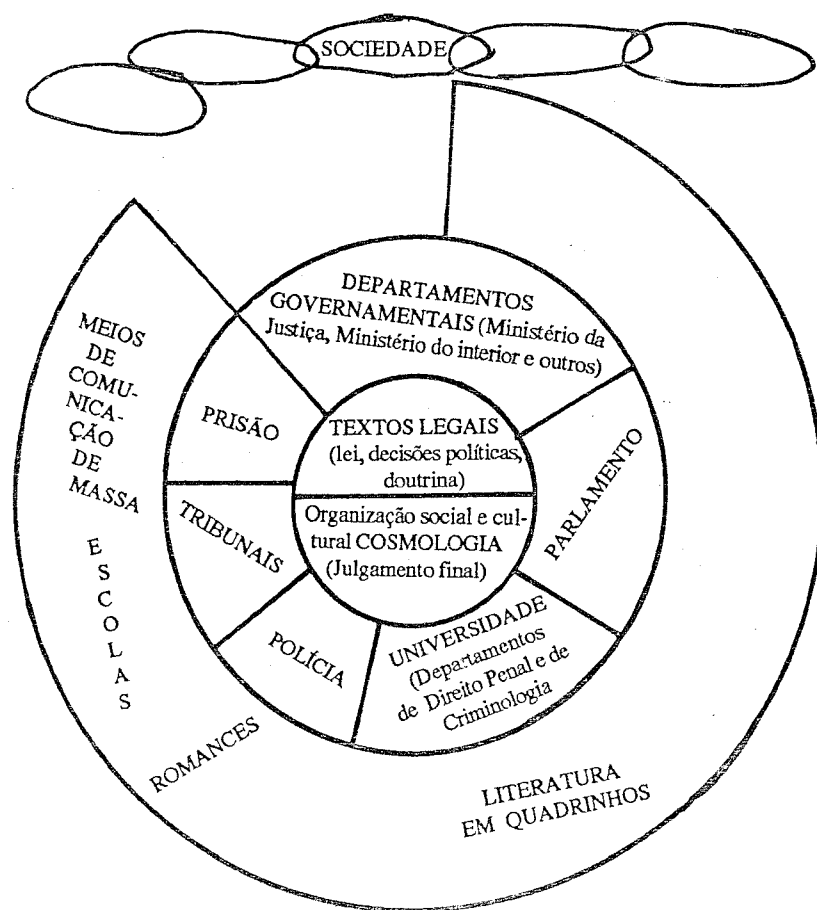 SOCIEDADE
DEPARTAMENTOS
GOVERNAMENTAIS (Ministério da
Justiça, Ministério do interior e outros)
MEIOS
DE
COMU-
NICA-
ÇÃO
DE
MASSA
PRISÃO
TEXTOS LEGAIS
(lei, decisões políticas,
doutrina)
PARLAMENTO
Organização social e cul-
tural COSMOLOGIA
(Julgamento final)
TRIBUNAIS
ESCOLAS
POLÍCIA
UNIVERSIDADE
(Departamentos
de Direito Penal e de
Criminologia
ROMANCES
LITERATURA
EM QUADRINHOS